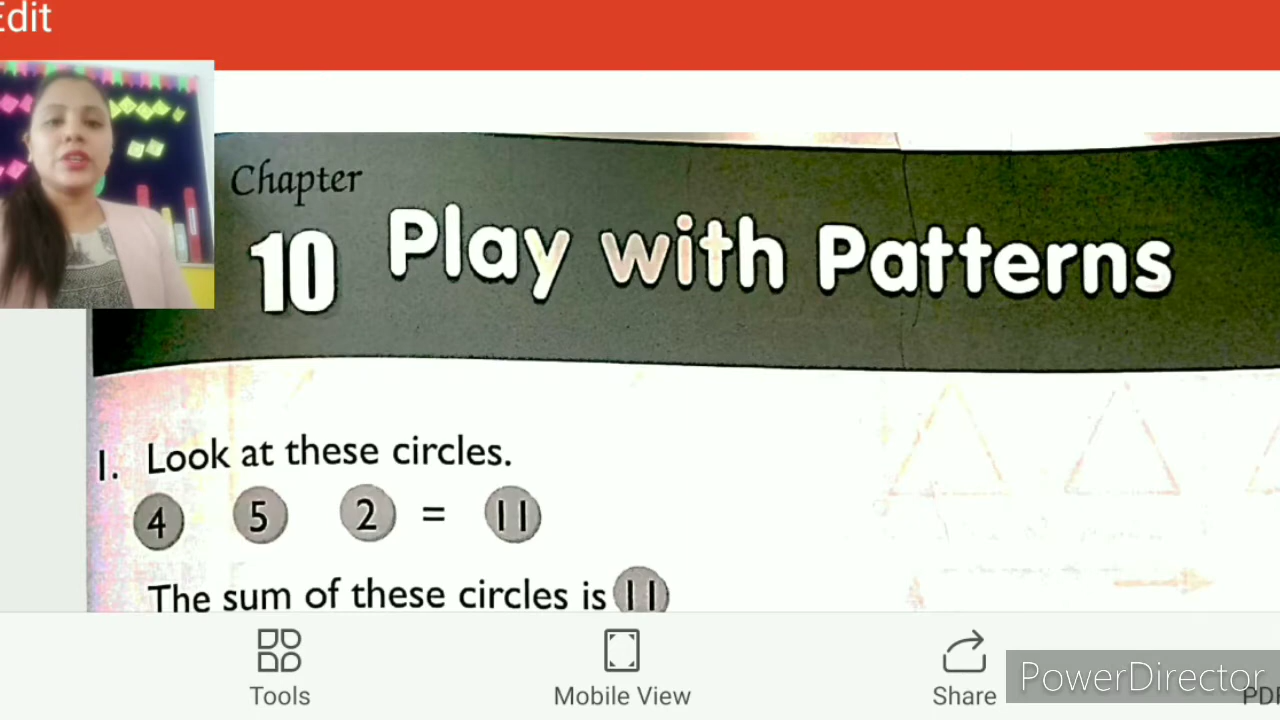 Edit
Chapter
10 Play with Patterns
1. Look at these circles.
4 5 2 = 11
The sum of these circles is 11
Tools
Mobile View
Share
PowerDirector